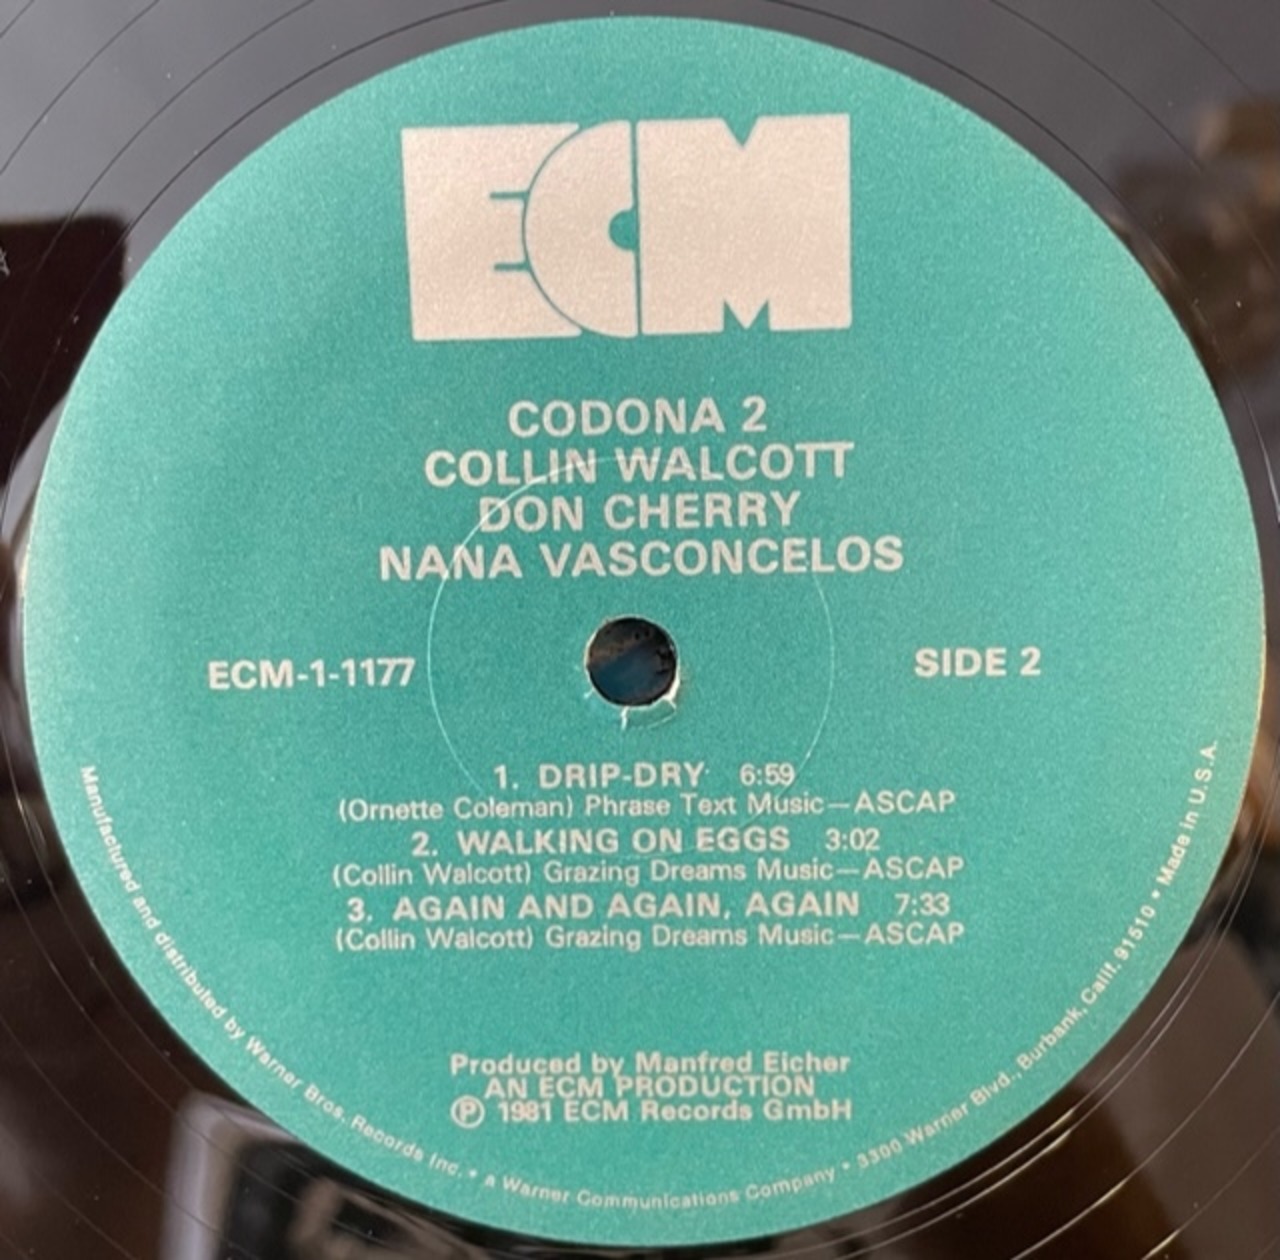 ECM
CODONA 2
COLLIN WALCOTT
DON CHERRY
NANA VASCONCELOS
ECM-1-1177
SIDE 2
1. DRIP-DRY 6:59
(Ornette Coleman) Phrase Text Music—ASCAP
2. WALKING ON EGGS 3:02
(Collin Walcott) Grazing Dreams Music—ASCAP
3. AGAIN AND AGAIN, AGAIN 7:33
(Collin Walcott) Grazing Dreams Music—ASCAP
Produced by Manfred Eicher
AN ECM PRODUCTION
℗ 1981 ECM Records GmbH
Manufactured and distributed by Warner Bros. Records Inc. • a Warner Communications Company • 3300 Warner Blvd., Burbank, Calif. 91510 • Made in U.S.A.